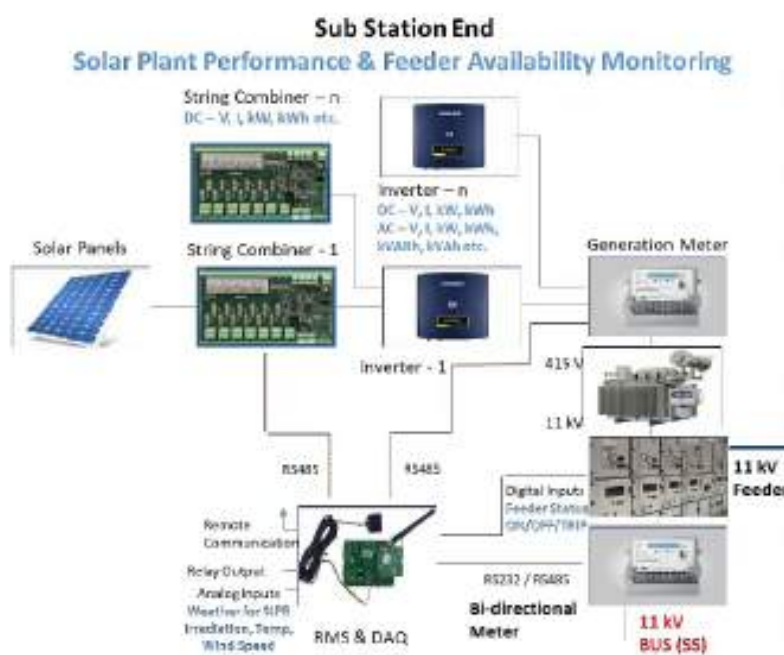 Sub Station End
Solar Plant Performance & Feeder Availability Monitoring
String Combiner – n
DC – V, I, kW, kWh etc.
Inverter – n
DC – V, I, kW, kWh
AC – V, I, kW, kWh,
kVARh, kVAh etc.
Generation Meter
Solar Panels
String Combiner - 1
Inverter - 1
415 V
11 kV
RS485
RS485
11 kV
Feeder
Digital Inputs
Feeder Status
ON/OFF/TRIP
Remote
Communication
Relay Output
Analog Inputs
Weather for
Irradiation, Temp,
Wind Speed
RMS & DAQ
RS232 / RS485
Bi-directional
Meter
11 kV
BUS (SS)